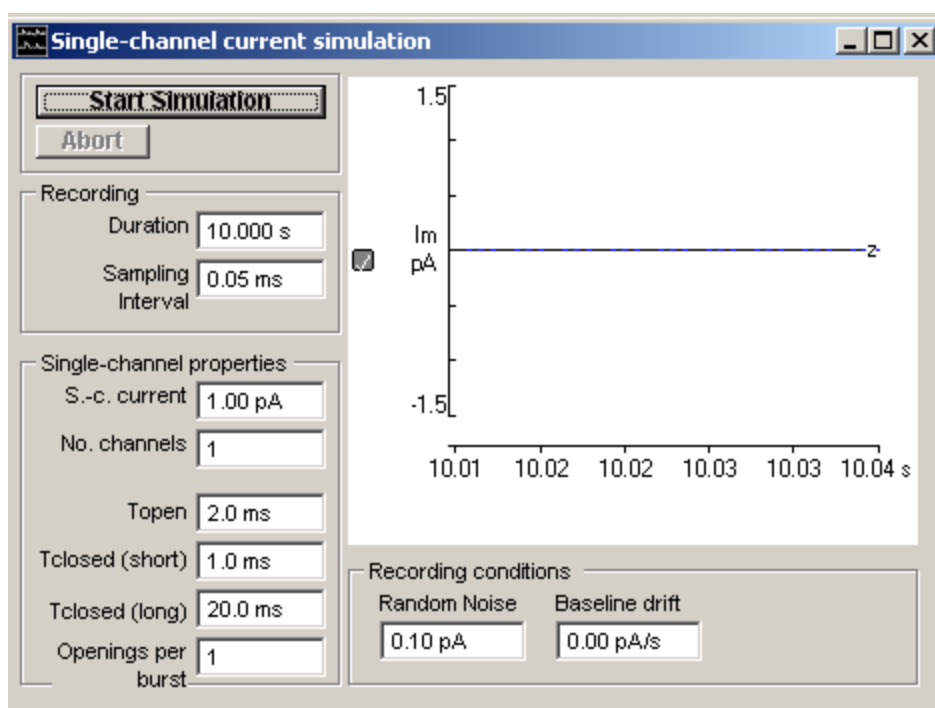 Single-channel current simulation
Start Simulation
Abort
Recording
Duration 10.000 s
Sampling 0.05 ms
Interval
Single-channel properties
S.-c. current 1.00 pA
No. channels 1
Topen 2.0 ms
Tclosed (short) 1.0 ms
Tclosed (long) 20.0 ms
Openings per 1
burst
1.5
Im
pA
z
-1.5
10.01 10.02 10.02 10.03 10.03 10.04 s
Recording conditions
Random Noise Baseline drift
0.10 pA 0.00 pA/s